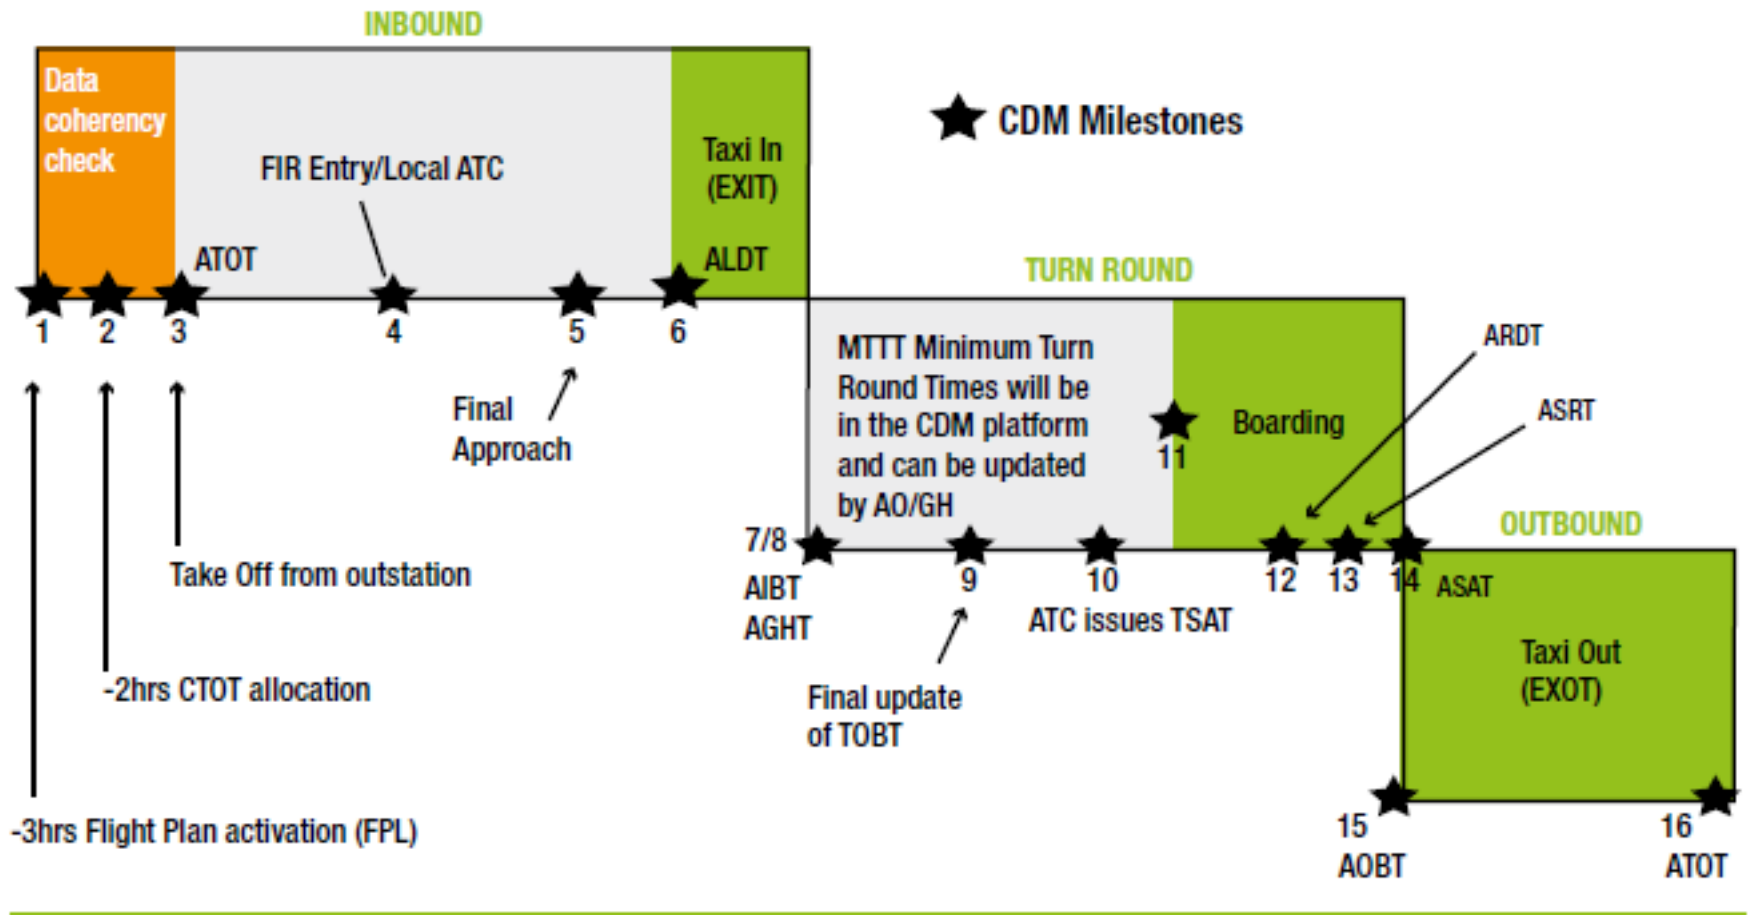 INBOUND
Data
coherency
check
FIR Entry/Local ATC
Taxi In
(EXIT)
ATOT
ALDT
1
2
3
4
5
6
CDM Milestones
Final
Approach
Take Off from outstation
-2hrs CTOT allocation
-3hrs Flight Plan activation (FPL)
TURN ROUND
MTTT Minimum Turn
Round Times will be
in the CDM platform
and can be updated
by AO/GH
11
Boarding
ARDT
ASRT
7/8
AIBT
AGHT
9
10
12
13
14
ATC issues TSAT
Final update
of TOBT
OUTBOUND
ASAT
Taxi Out
(EXOT)
15
AOBT
16
ATOT